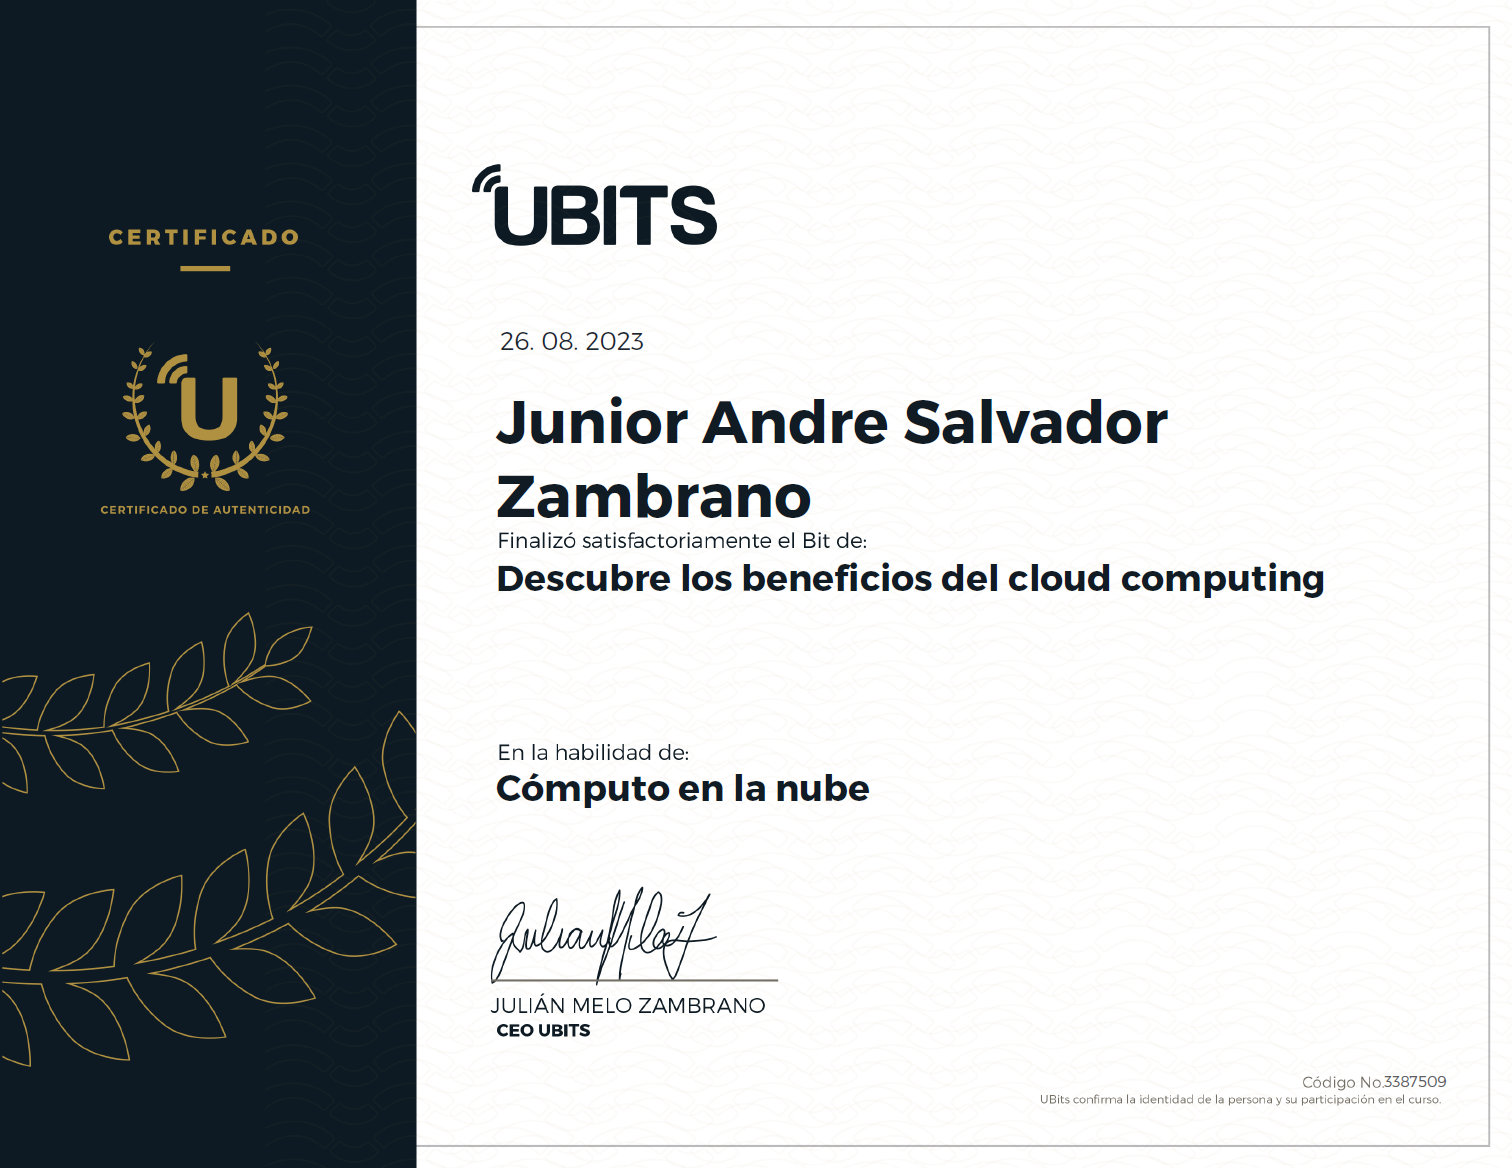 CERTIFICADO
U
CERTIFICADO DE AUTENTICIDAD
UBITS
26. 08. 2023
Junior Andre Salvador
Zambrano
Finalizó satisfactoriamente el Bit de:
Descubre los beneficios del cloud computing
En la habilidad de:
Cómputo en la nube
JULIÁN MELO ZAMBRANO
CEO UBITS
Código No.3387509
UBits confirma la identidad de la persona y su participación en el curso.